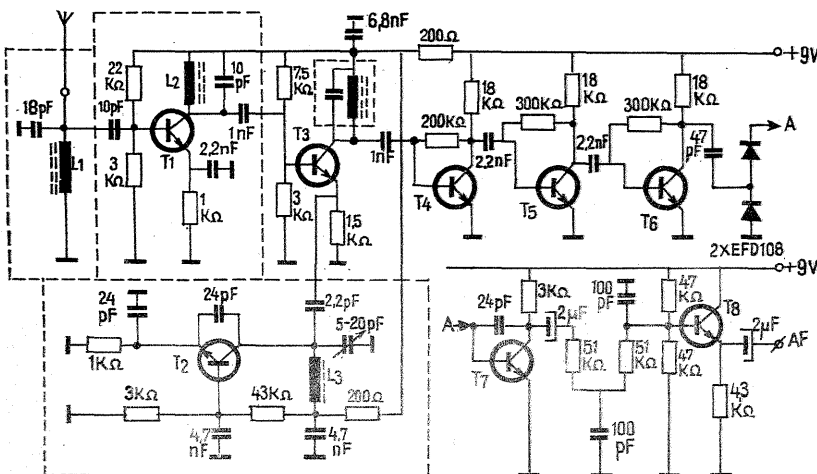 6,8nF
+9V
200Ω
22
KΩ
L2
10
pF
7,5
KΩ
18
KΩ
18
KΩ
18
KΩ
18pF
10pF
T1
1nF
T3
1nF
200KΩ
300KΩ
300KΩ
47
pF
A
2,2nF
2,2nF
2,2nF
L1
3
KΩ
1
KΩ
3
KΩ
1,5
KΩ
T4
T5
T6
2XEFD108
+9V
24
pF
24pF
2,2pF
5-20pF
1KΩ
T2
L3
3KΩ
43KΩ
200Ω
4,7
nF
4,7
nF
A
24pF
3KΩ
2µF
100
pF
47
KΩ
T8
2µF
AF
T7
51
KΩ
51
KΩ
47
KΩ
4,3
KΩ
100
pF